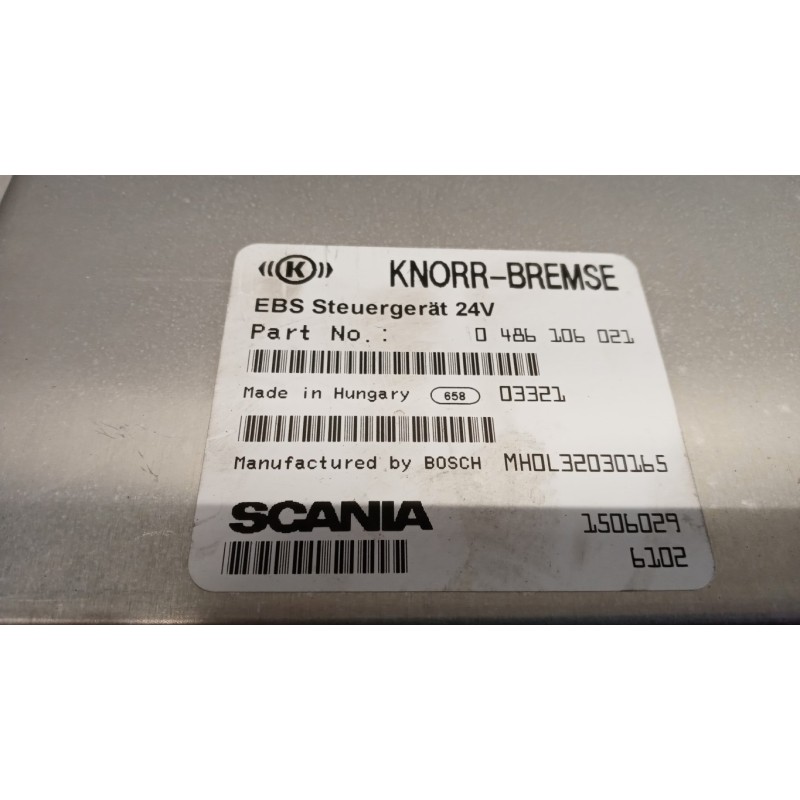 ((K)) KNORR-BREMSE
EBS Steuergerät 24V
Part No.: 0 486 106 021
Made in Hungary 658 03321
Manufactured by BOSCH MH0L32030165
SCANIA 1506029
6102